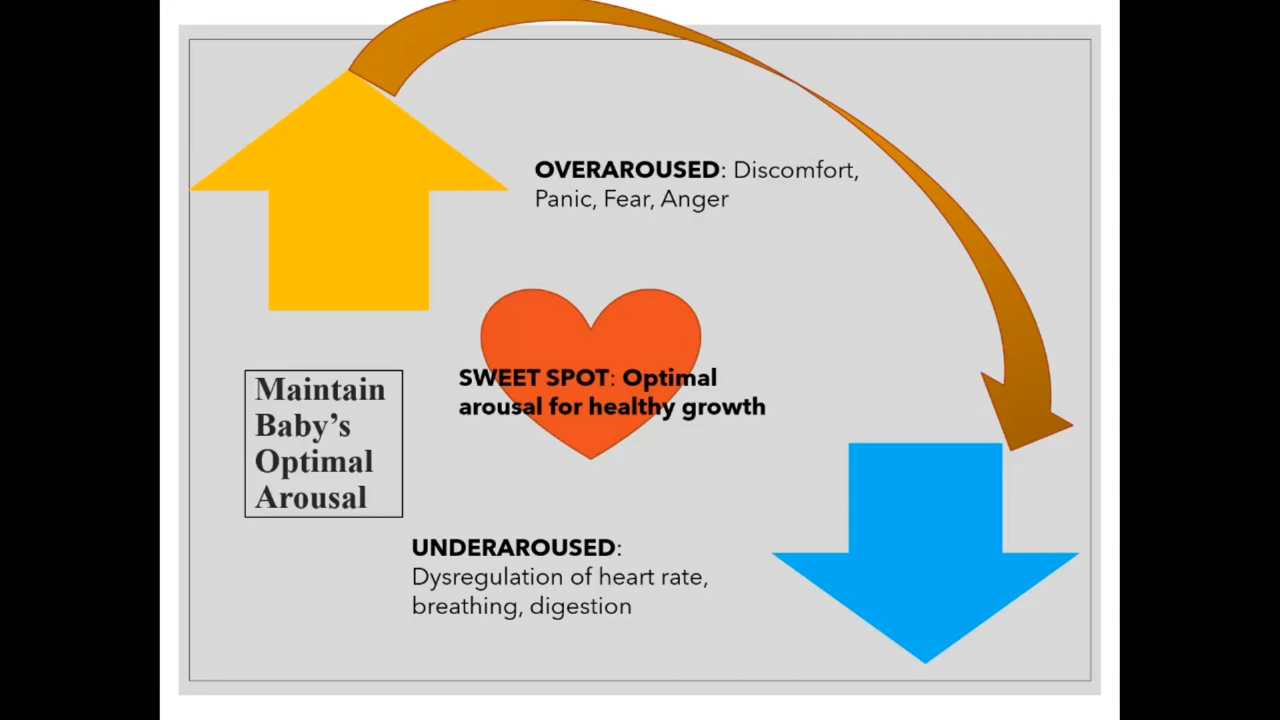 OVERAROUSED: Discomfort,
Panic, Fear, Anger
SWEET SPOT: Optimal
arousal for healthy growth
Maintain
Baby’s
Optimal
Arousal
UNDERAROUSED:
Dysregulation of heart rate,
breathing, digestion